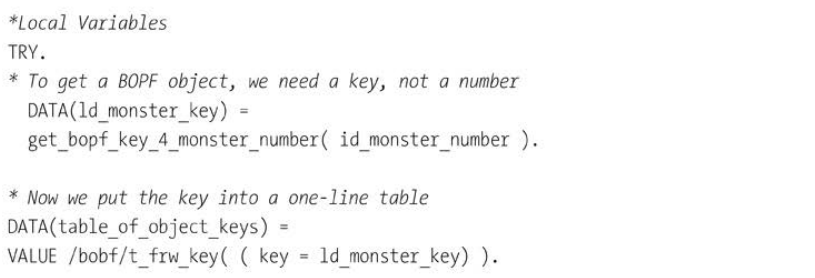 *Local Variables
TRY.
* To get a BOPF object, we need a key, not a number
DATA(ld_monster_key) =
get_bopf_key_4_monster_number( id_monster_number ).
* Now we put the key into a one-line table
DATA(table_of_object_keys) =
VALUE /bobf/t_frw_key( ( key = ld_monster_key) ).